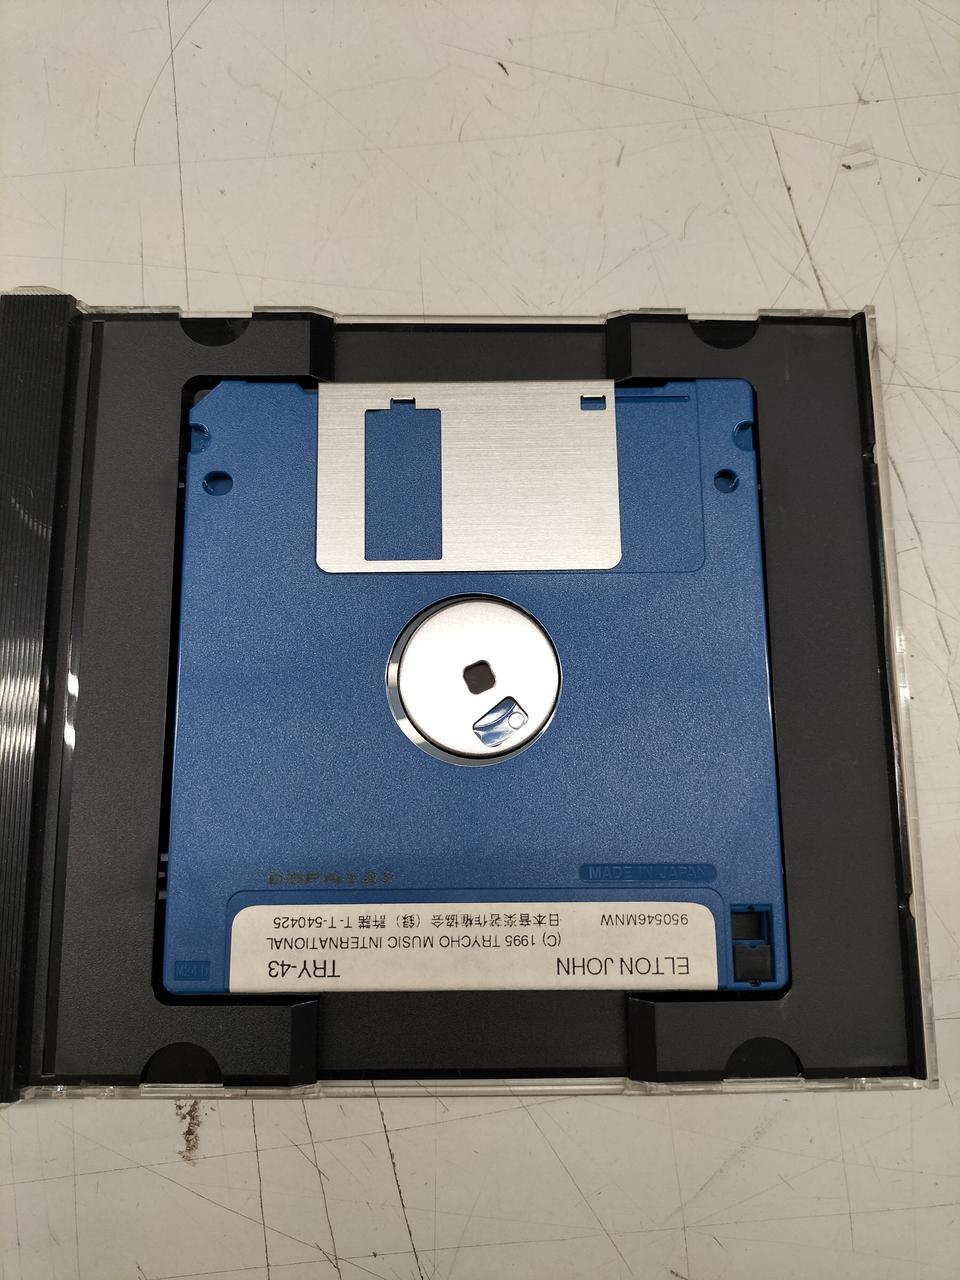 ELTON JOHN TRY-43
(C) 1995 TRYCHO MUSIC INTERNATIONAL
950546MNW 日本音楽著作権協会（録）許諾 T-T-540425
MADE IN JAPAN